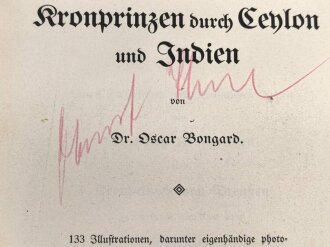 Kronprinzen durch Ceylon
und Indien
von
Dr. Oscar Bongard.
133 Illustrationen, darunter eigenhändige photo-